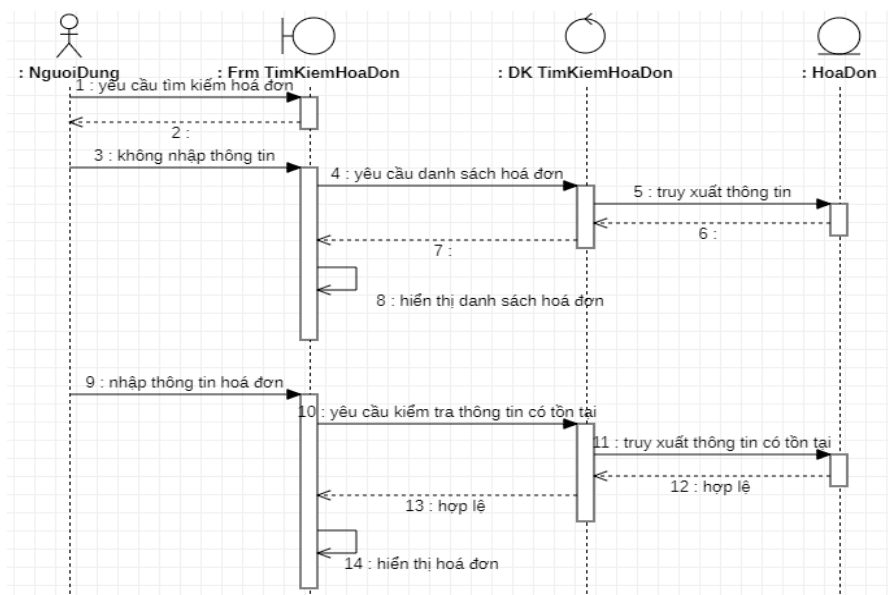 : NguoiDung
: Frm TimKiemHoaDon
: DK TimKiemHoaDon
: HoaDon
1 : yêu cầu tìm kiếm hoá đơn
2 :
3 : không nhập thông tin
4 : yêu cầu danh sách hoá đơn
5 : truy xuất thông tin
6 :
7 :
8 : hiển thị danh sách hoá đơn
9 : nhập thông tin hoá đơn
10 : yêu cầu kiểm tra thông tin có tồn tại
11 : truy xuất thông tin có tồn tại
12 : hợp lệ
13 : hợp lệ
14 : hiển thị hoá đơn